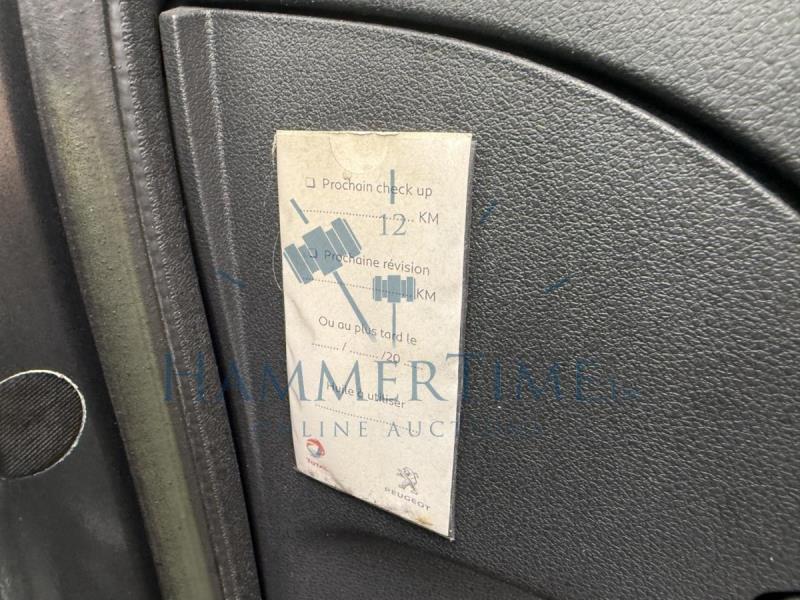 ❏ Prochain check up
........................ KM
12
❏ Prochaine révision
........................ KM
Ou au plus tard le
......... / ......... /20 ....
HAMMERTIME
Huile à utiliser
ONLINE AUCTIONS
........................
TOTAL
PEUGEOT